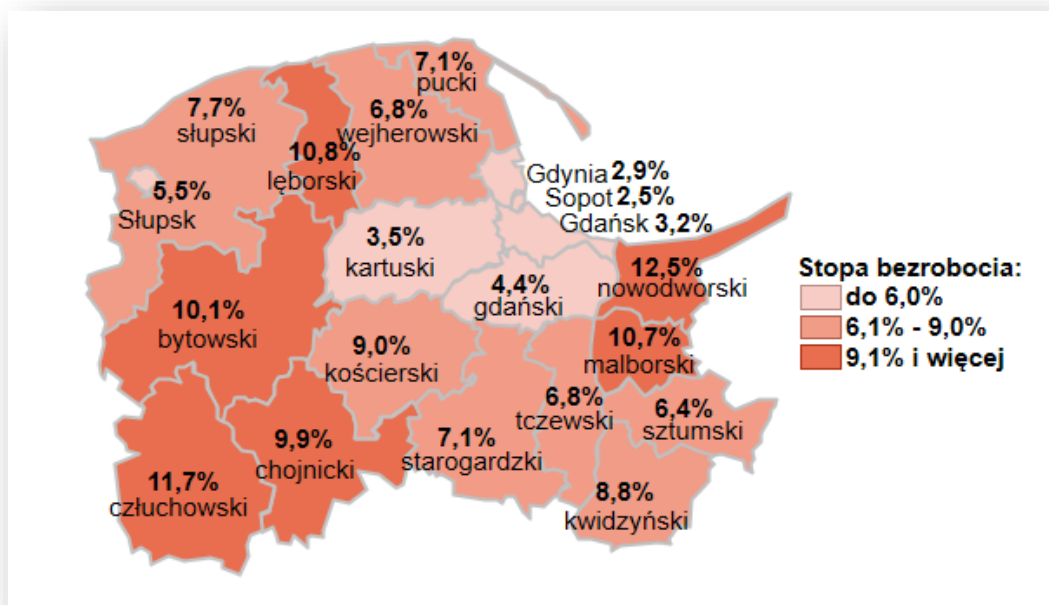 7,1%
pucki
7,7%
słupski
6,8%
wejherowski
10,8%
lęborski
Gdynia 2,9%
Sopot 2,5%
Gdańsk 3,2%
5,5%
Słupsk
3,5%
kartuski
4,4%
gdański
12,5%
nowodworski
10,1%
bytowski
9,0%
kościerski
10,7%
malborski
6,8%
tczewski
6,4%
sztumski
9,9%
chojnicki
7,1%
starogardzki
11,7%
człuchowski
8,8%
kwidzyński
Stopa bezrobocia:
do 6,0%
6,1% - 9,0%
9,1% i więcej